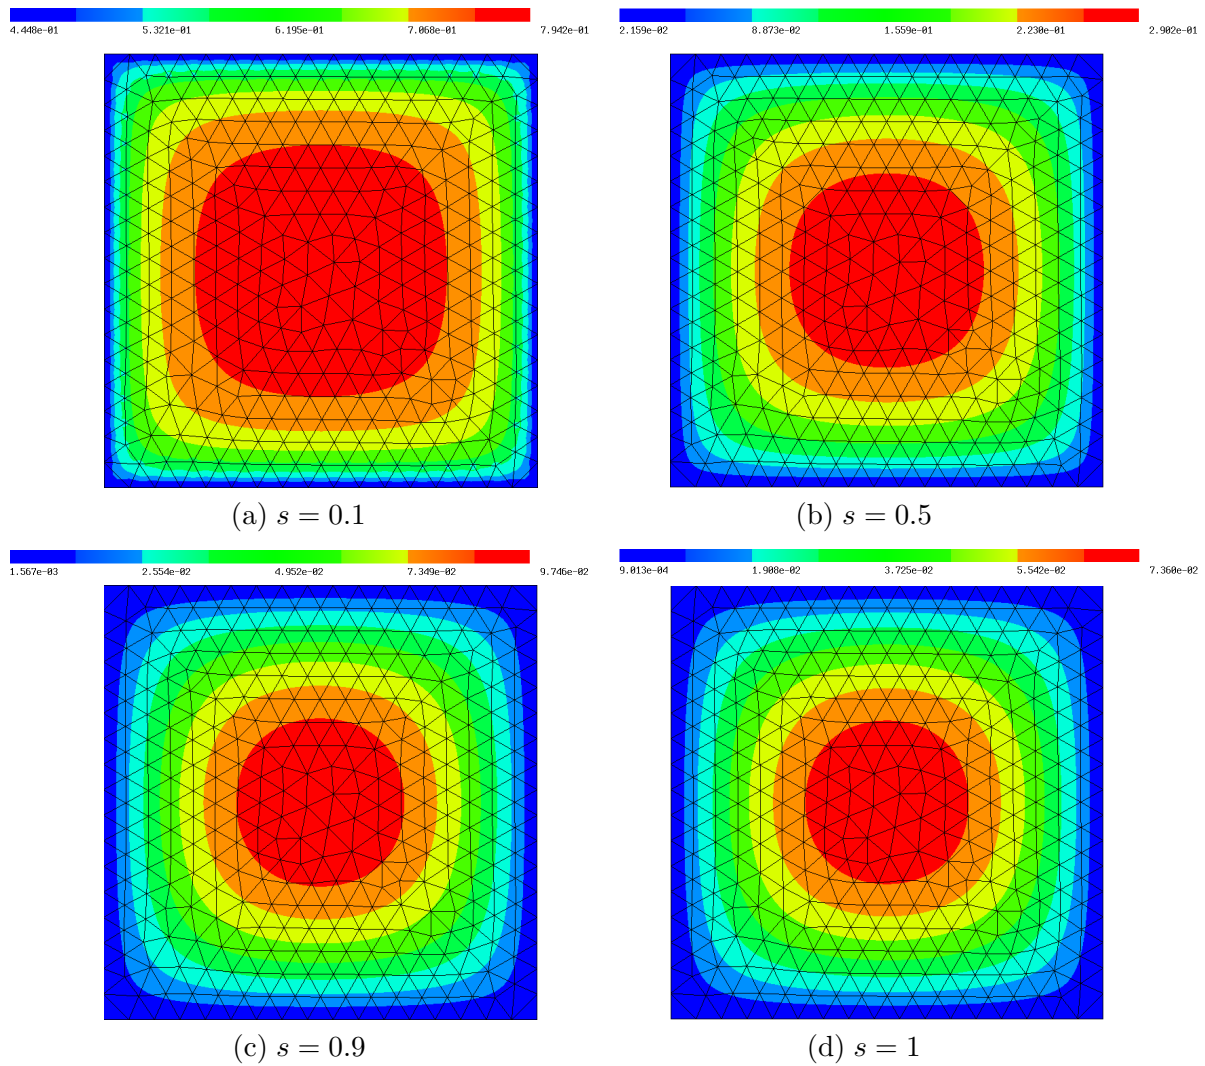 4.448e-01 5.321e-01 6.195e-01 7.068e-01 7.942e-01
2.159e-02 8.873e-02 1.559e-01 2.230e-01 2.902e-01
(a) s = 0.1
(b) s = 0.5
1.567e-03 2.554e-02 4.952e-02 7.349e-02 9.746e-02
9.013e-04 1.908e-02 3.725e-02 5.542e-02 7.360e-02
(c) s = 0.9
(d) s = 1